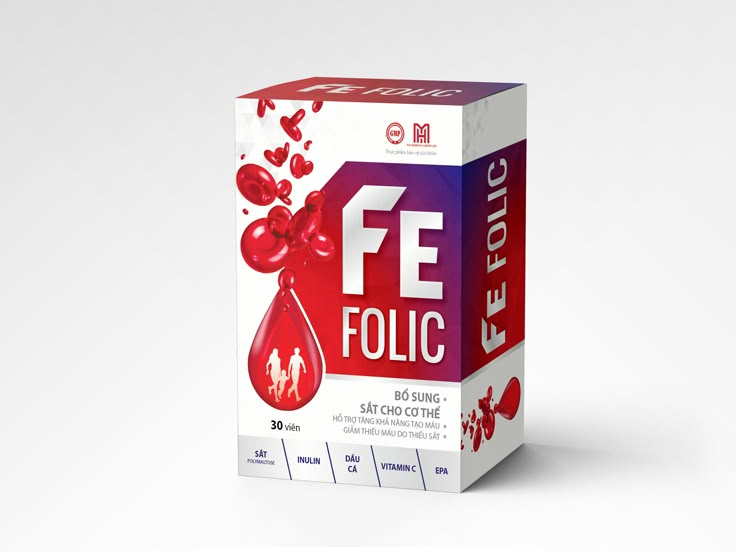 FE FOLIC
GMP
Thực phẩm bảo vệ sức khỏe
FE
FOLIC
FE FOLIC
BỔ SUNG
SẮT CHO CƠ THỂ
HỖ TRỢ TĂNG KHẢ NĂNG TẠO MÁU
GIẢM THIẾU MÁU DO THIẾU SẮT
30 viên
SẮT
POLYMALTOSE
INULIN
DẦU
CÁ
VITAMIN C
EPA